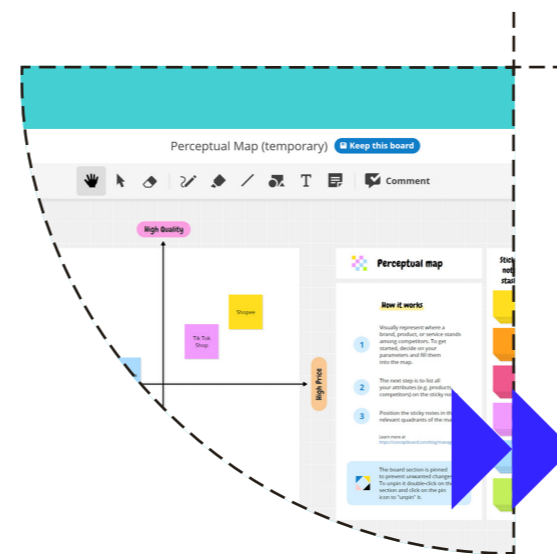 Perceptual Map (temporary) Keep this board
T Comment
High Quality
Shopee
Tik Tok
Shop
High Price
Perceptual map
How it works
1 Visually represent where a
brand, product, or service stands
among competitors. To get
started, decide on your
parameters and fill them
into the map.
2 The next step is to list all
your attributes (e.g. products,
competitors) on the sticky
3 Position the sticky notes in
relevant quadrants of the
Learn more at
The board section is pinned
to prevent unwanted
To unpin it double-click on
section and click on the pin
icon to "unpin" it.